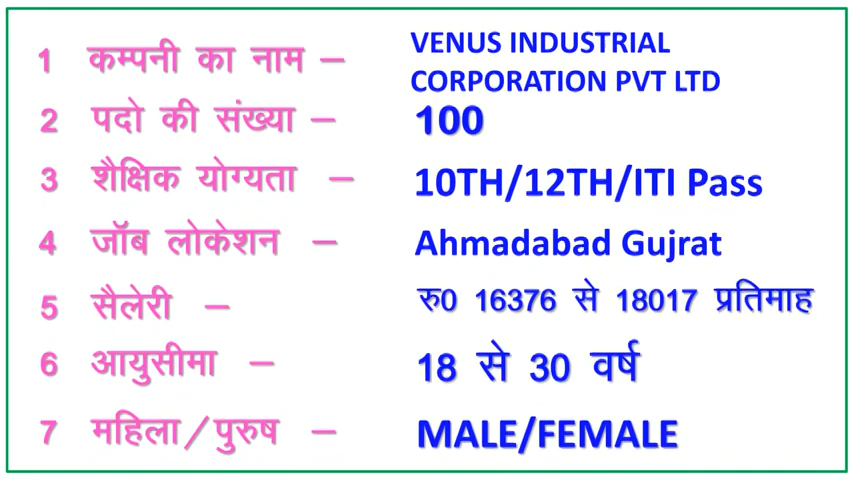 1 कम्पनी का नाम – VENUS INDUSTRIAL
CORPORATION PVT LTD
2 पदो की संख्या – 100
3 शैक्षिक योग्यता – 10TH/12TH/ITI Pass
4 जॉब लोकेशन – Ahmadabad Gujrat
5 सैलेरी – रु0 16376 से 18017 प्रतिमाह
6 आयुसीमा – 18 से 30 वर्ष
7 महिला/पुरुष – MALE/FEMALE